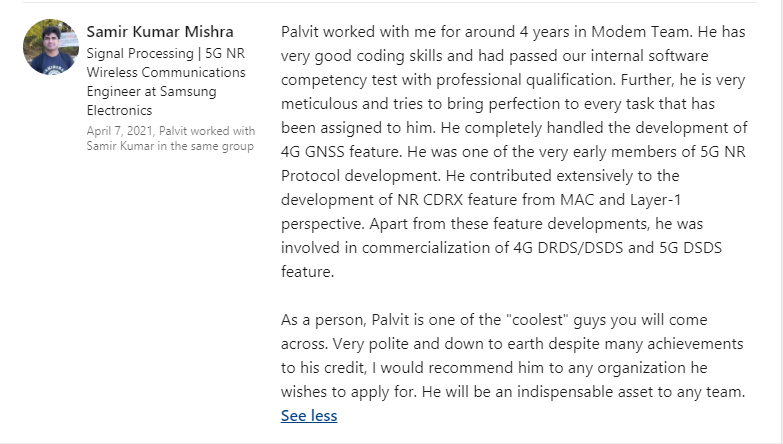 Samir Kumar Mishra
Signal Processing | 5G NR
Wireless Communications
Engineer at Samsung
Electronics
April 7, 2021, Palvit worked with
Samir Kumar in the same group
Palvit worked with me for around 4 years in Modem Team. He has
very good coding skills and had passed our internal software
competency test with professional qualification. Further, he is very
meticulous and tries to bring perfection to every task that has
been assigned to him. He completely handled the development of
4G GNSS feature. He was one of the very early members of 5G NR
Protocol development. He contributed extensively to the
development of NR CDRX feature from MAC and Layer-1
perspective. Apart from these feature developments, he was
involved in commercialization of 4G DRDS/DSDS and 5G DSDS
feature.
As a person, Palvit is one of the "coolest" guys you will come
across. Very polite and down to earth despite many achievements
to his credit, I would recommend him to any organization he
wishes to apply for. He will be an indispensable asset to any team.
See less